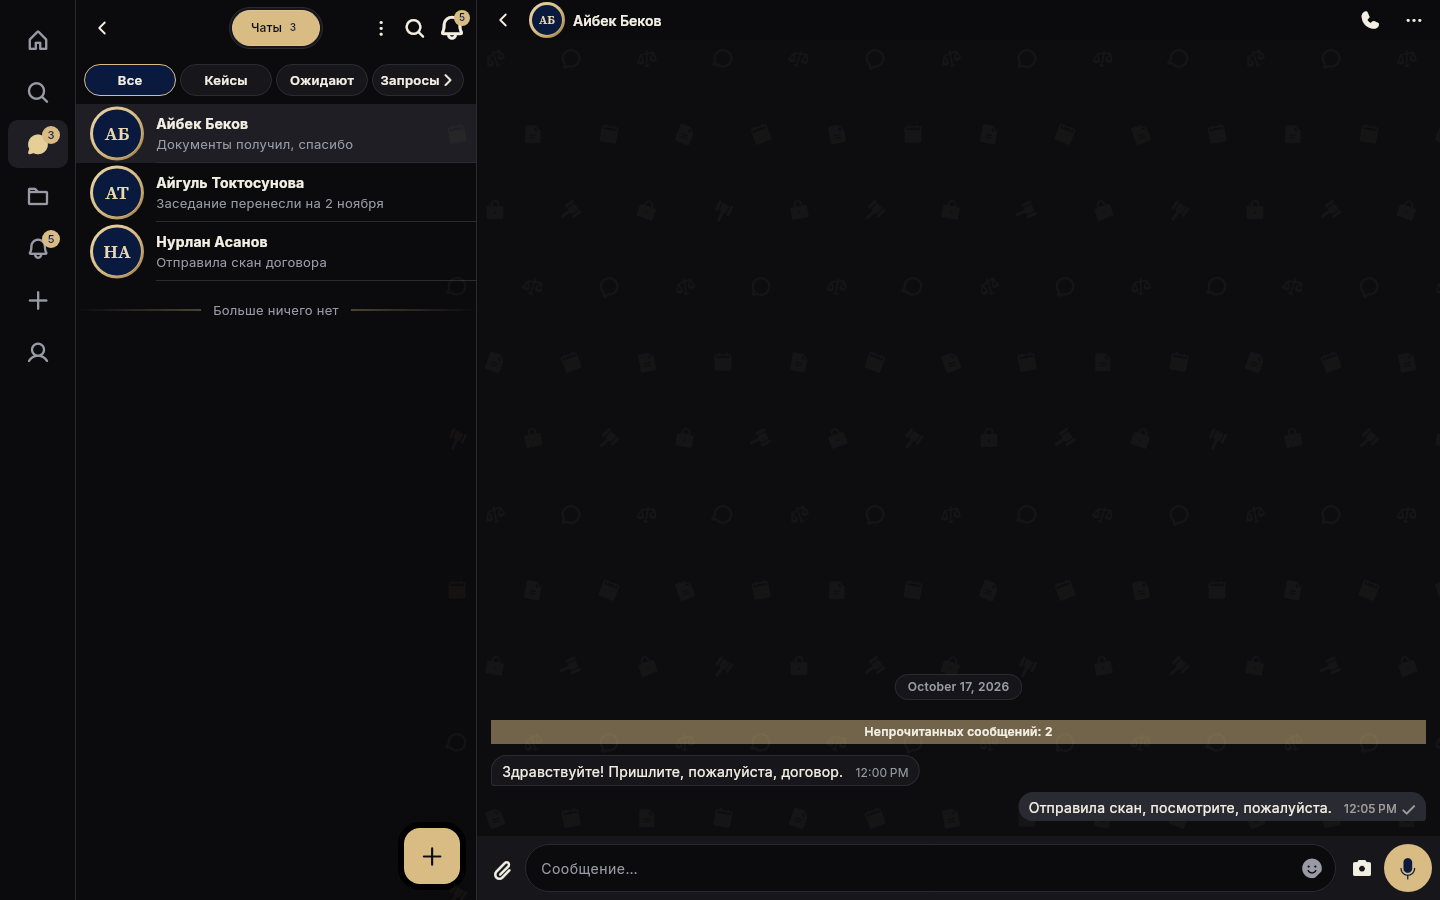 3
5
Чаты 3
5
Все
Кейсы
Ожидают
Запросы
АБ
Айбек Беков
Документы получил, спасибо
АТ
Айгуль Токтосунова
Заседание перенесли на 2 ноября
НА
Нурлан Асанов
Отправила скан договора
Больше ничего нет
АБ
Айбек Беков
October 17, 2026
Непрочитанных сообщений: 2
Здравствуйте! Пришлите, пожалуйста, договор. 12:00 PM
Отправила скан, посмотрите, пожалуйста. 12:05 PM
Сообщение...